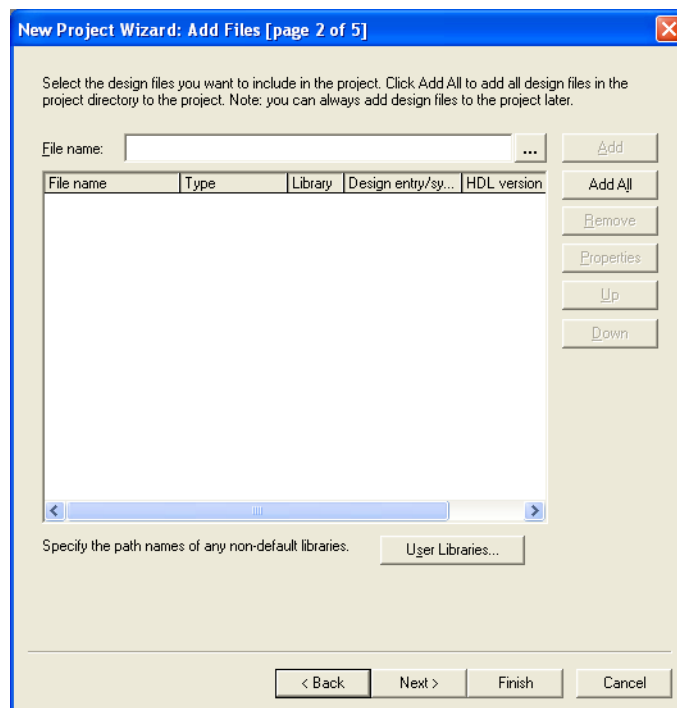 New Project Wizard: Add Files [page 2 of 5]
Select the design files you want to include in the project. Click Add All to add all design files in the
project directory to the project. Note: you can always add design files to the project later.
File name: ... Add
File name Type Library Design entry/sy... HDL version Add All
Remove
Properties
Up
Down
Specify the path names of any non-default libraries. User Libraries...
< Back Next > Finish Cancel